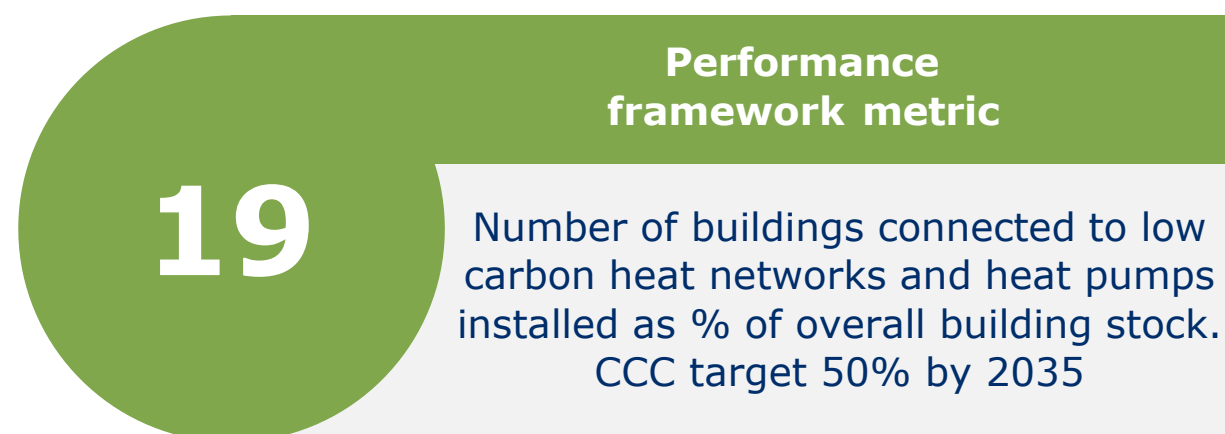 Performance
framework metric
19
Number of buildings connected to low
carbon heat networks and heat pumps
installed as % of overall building stock.
CCC target 50% by 2035